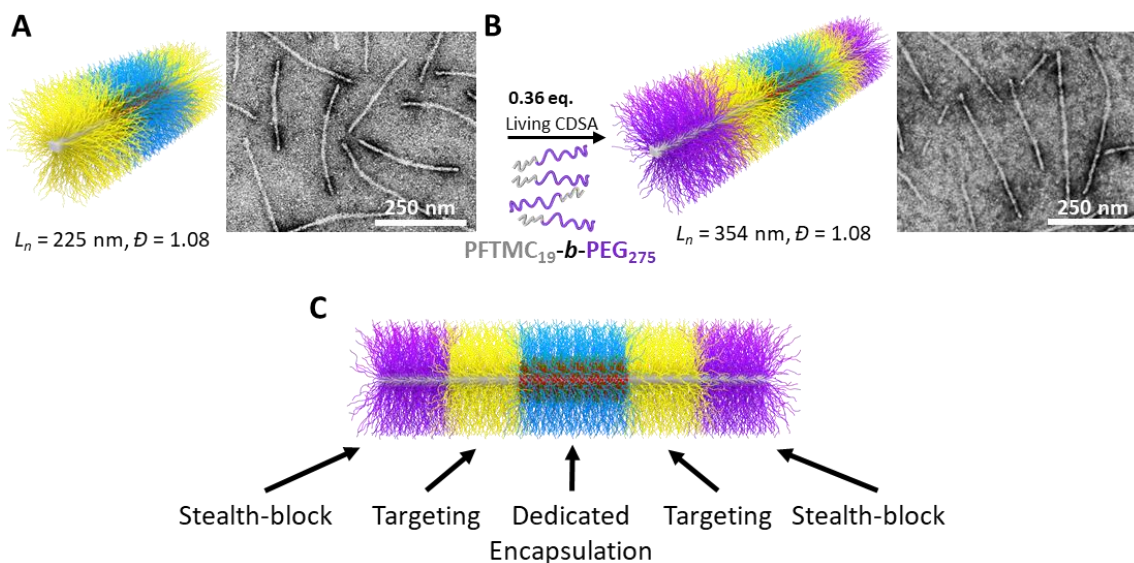 A
250 nm
Ln = 225 nm, Đ = 1.08
B
0.36 eq.
Living CDSA
PFTMC19-b-PEG275
Ln = 354 nm, Đ = 1.08
250 nm
C
Stealth-block
Targeting
Dedicated
Encapsulation
Targeting
Stealth-block